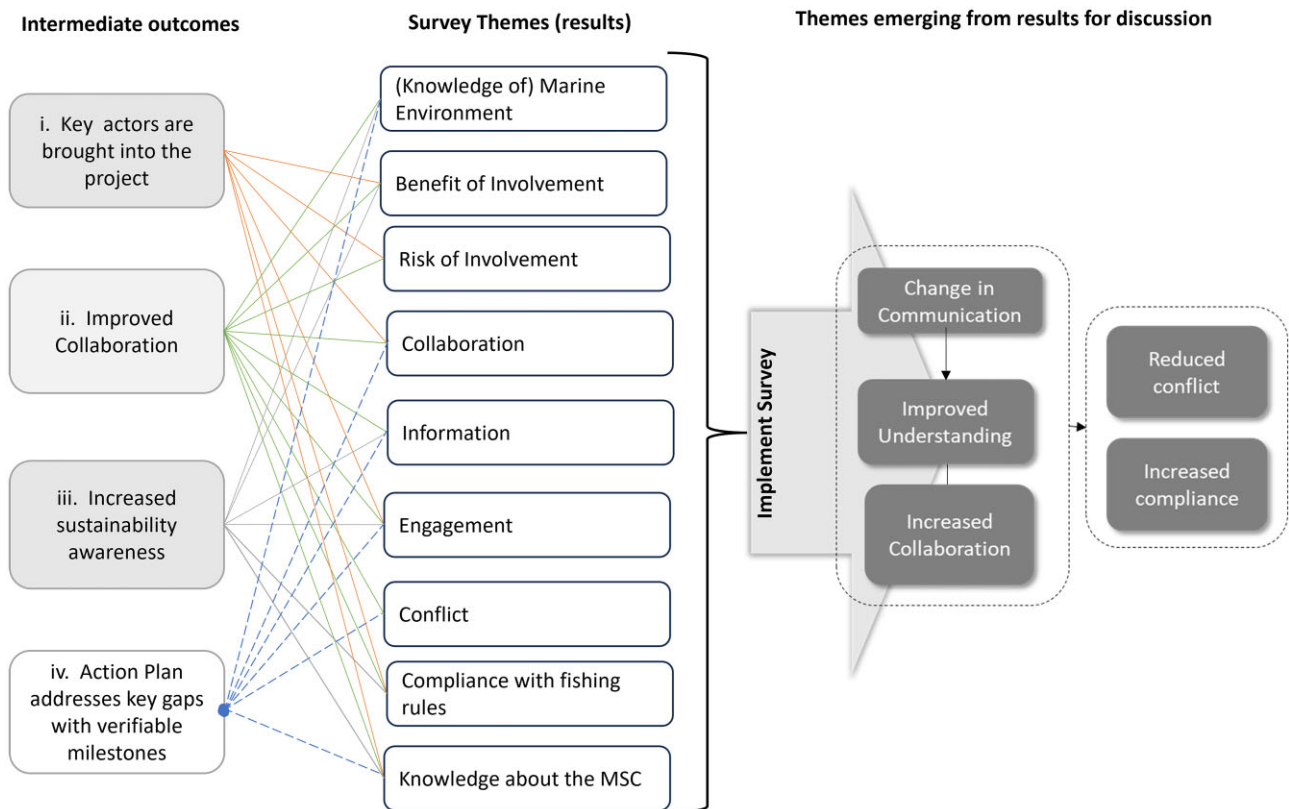 Intermediate outcomes
Survey Themes (results)
Themes emerging from results for discussion
i. Key actors are
brought into the
project
ii. Improved
Collaboration
iii. Increased
sustainability
awareness
iv. Action Plan
addresses key gaps
with verifiable
milestones
(Knowledge of) Marine
Environment
Benefit of Involvement
Risk of Involvement
Collaboration
Information
Engagement
Conflict
Compliance with fishing
rules
Knowledge about the MSC
Implement Survey
Change in
Communication
Improved
Understanding
Increased
Collaboration
Reduced
conflict
Increased
compliance